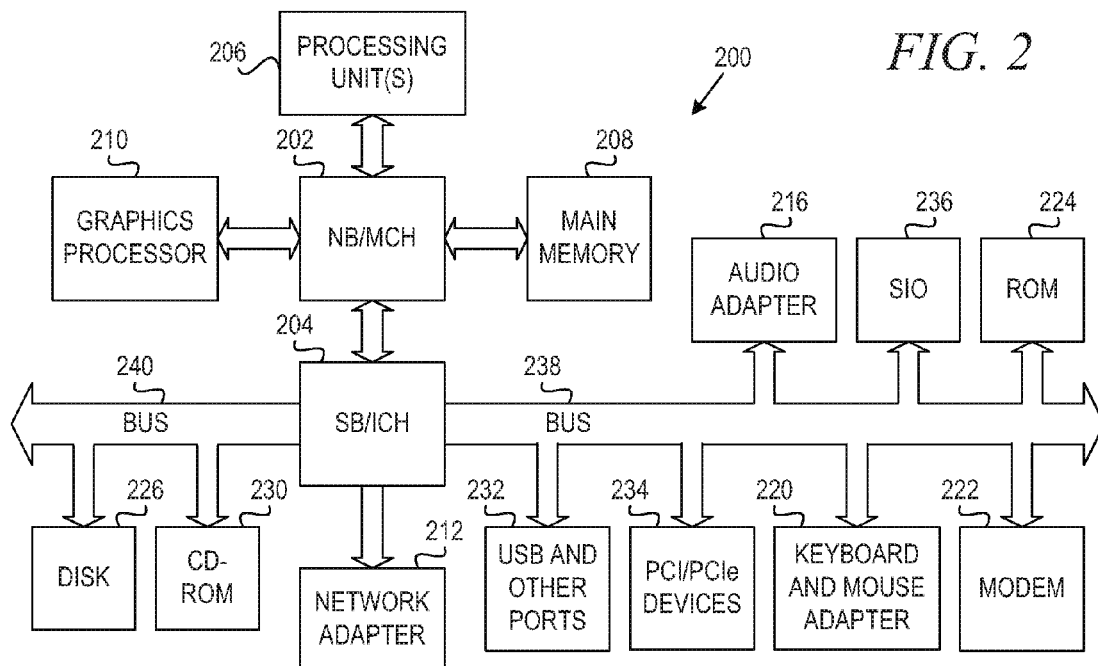 FIG. 2
200
206
PROCESSING
UNIT(S)
210
GRAPHICS
PROCESSOR
202
NB/MCH
208
MAIN
MEMORY
216
AUDIO
ADAPTER
236
SIO
224
ROM
204
SB/ICH
240
BUS
238
BUS
226
DISK
230
CD-
ROM
212
NETWORK
ADAPTER
232
USB AND
OTHER
PORTS
234
PCI/PCIe
DEVICES
220
KEYBOARD
AND MOUSE
ADAPTER
222
MODEM